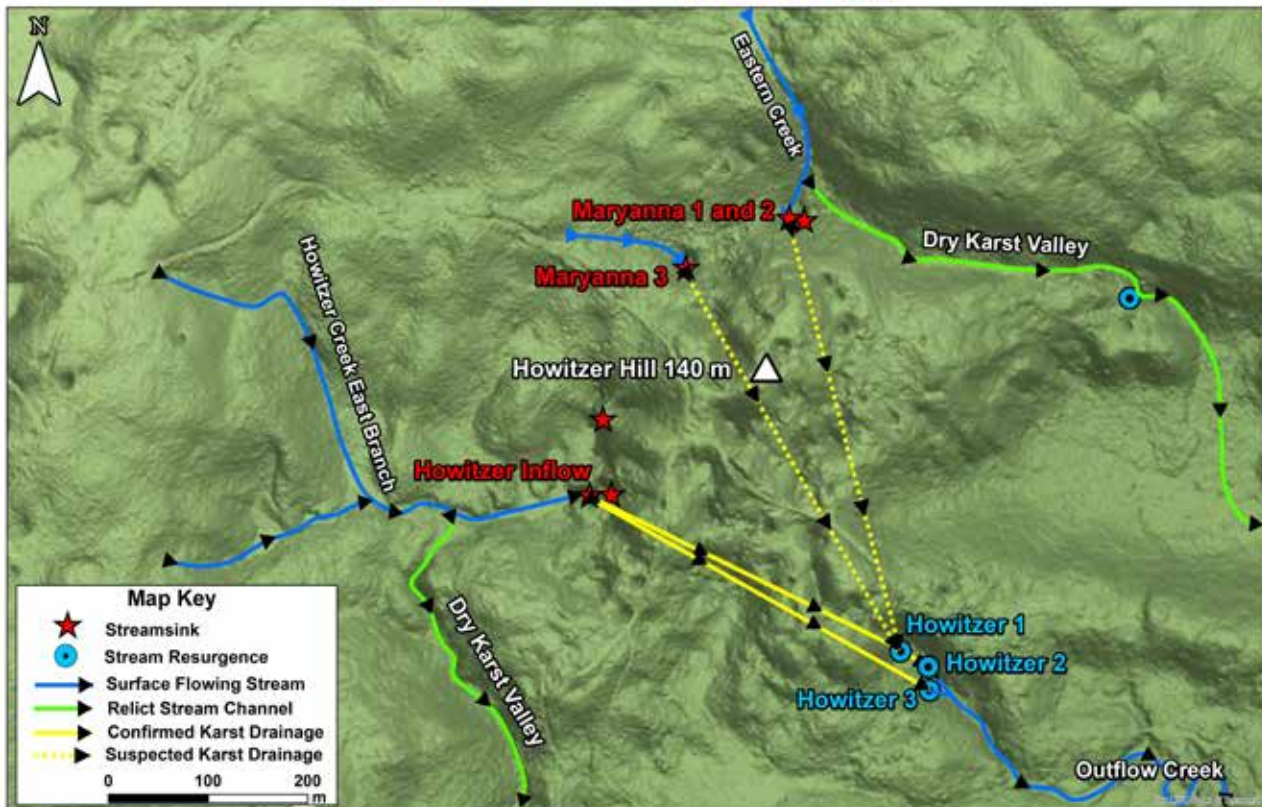 N
Eastern Creek
Maryanna 1 and 2
Dry Karst Valley
Maryanna 3
Howitzer Creek East Branch
Howitzer Hill 140 m
Howitzer Inflow
Howitzer 1
Howitzer 2
Howitzer 3
Dry Karst Valley
Outflow Creek
Map Key
Streamsink
Stream Resurgence
Surface Flowing Stream
Relict Stream Channel
Confirmed Karst Drainage
Suspected Karst Drainage
0 100 200
m